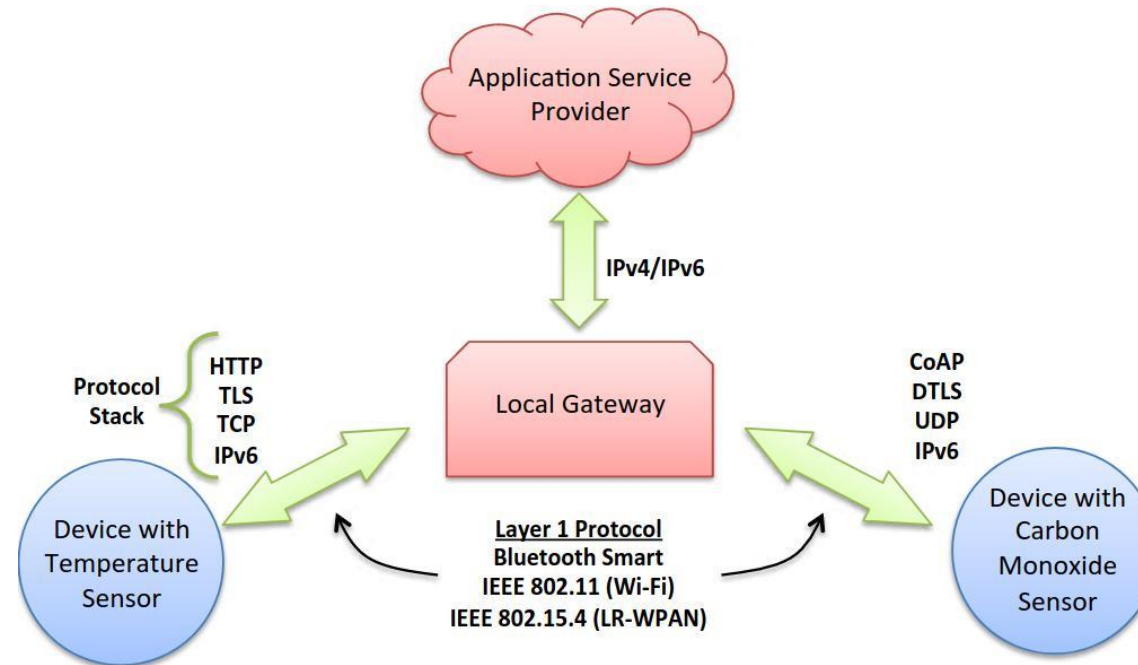 Application Service
Provider
IPv4/IPv6
Protocol
Stack
HTTP
TLS
TCP
IPv6
Local Gateway
CoAP
DTLS
UDP
IPv6
Device with
Temperature
Sensor
Layer 1 Protocol
Bluetooth Smart
IEEE 802.11 (Wi-Fi)
IEEE 802.15.4 (LR-WPAN)
Device with
Carbon
Monoxide
Sensor